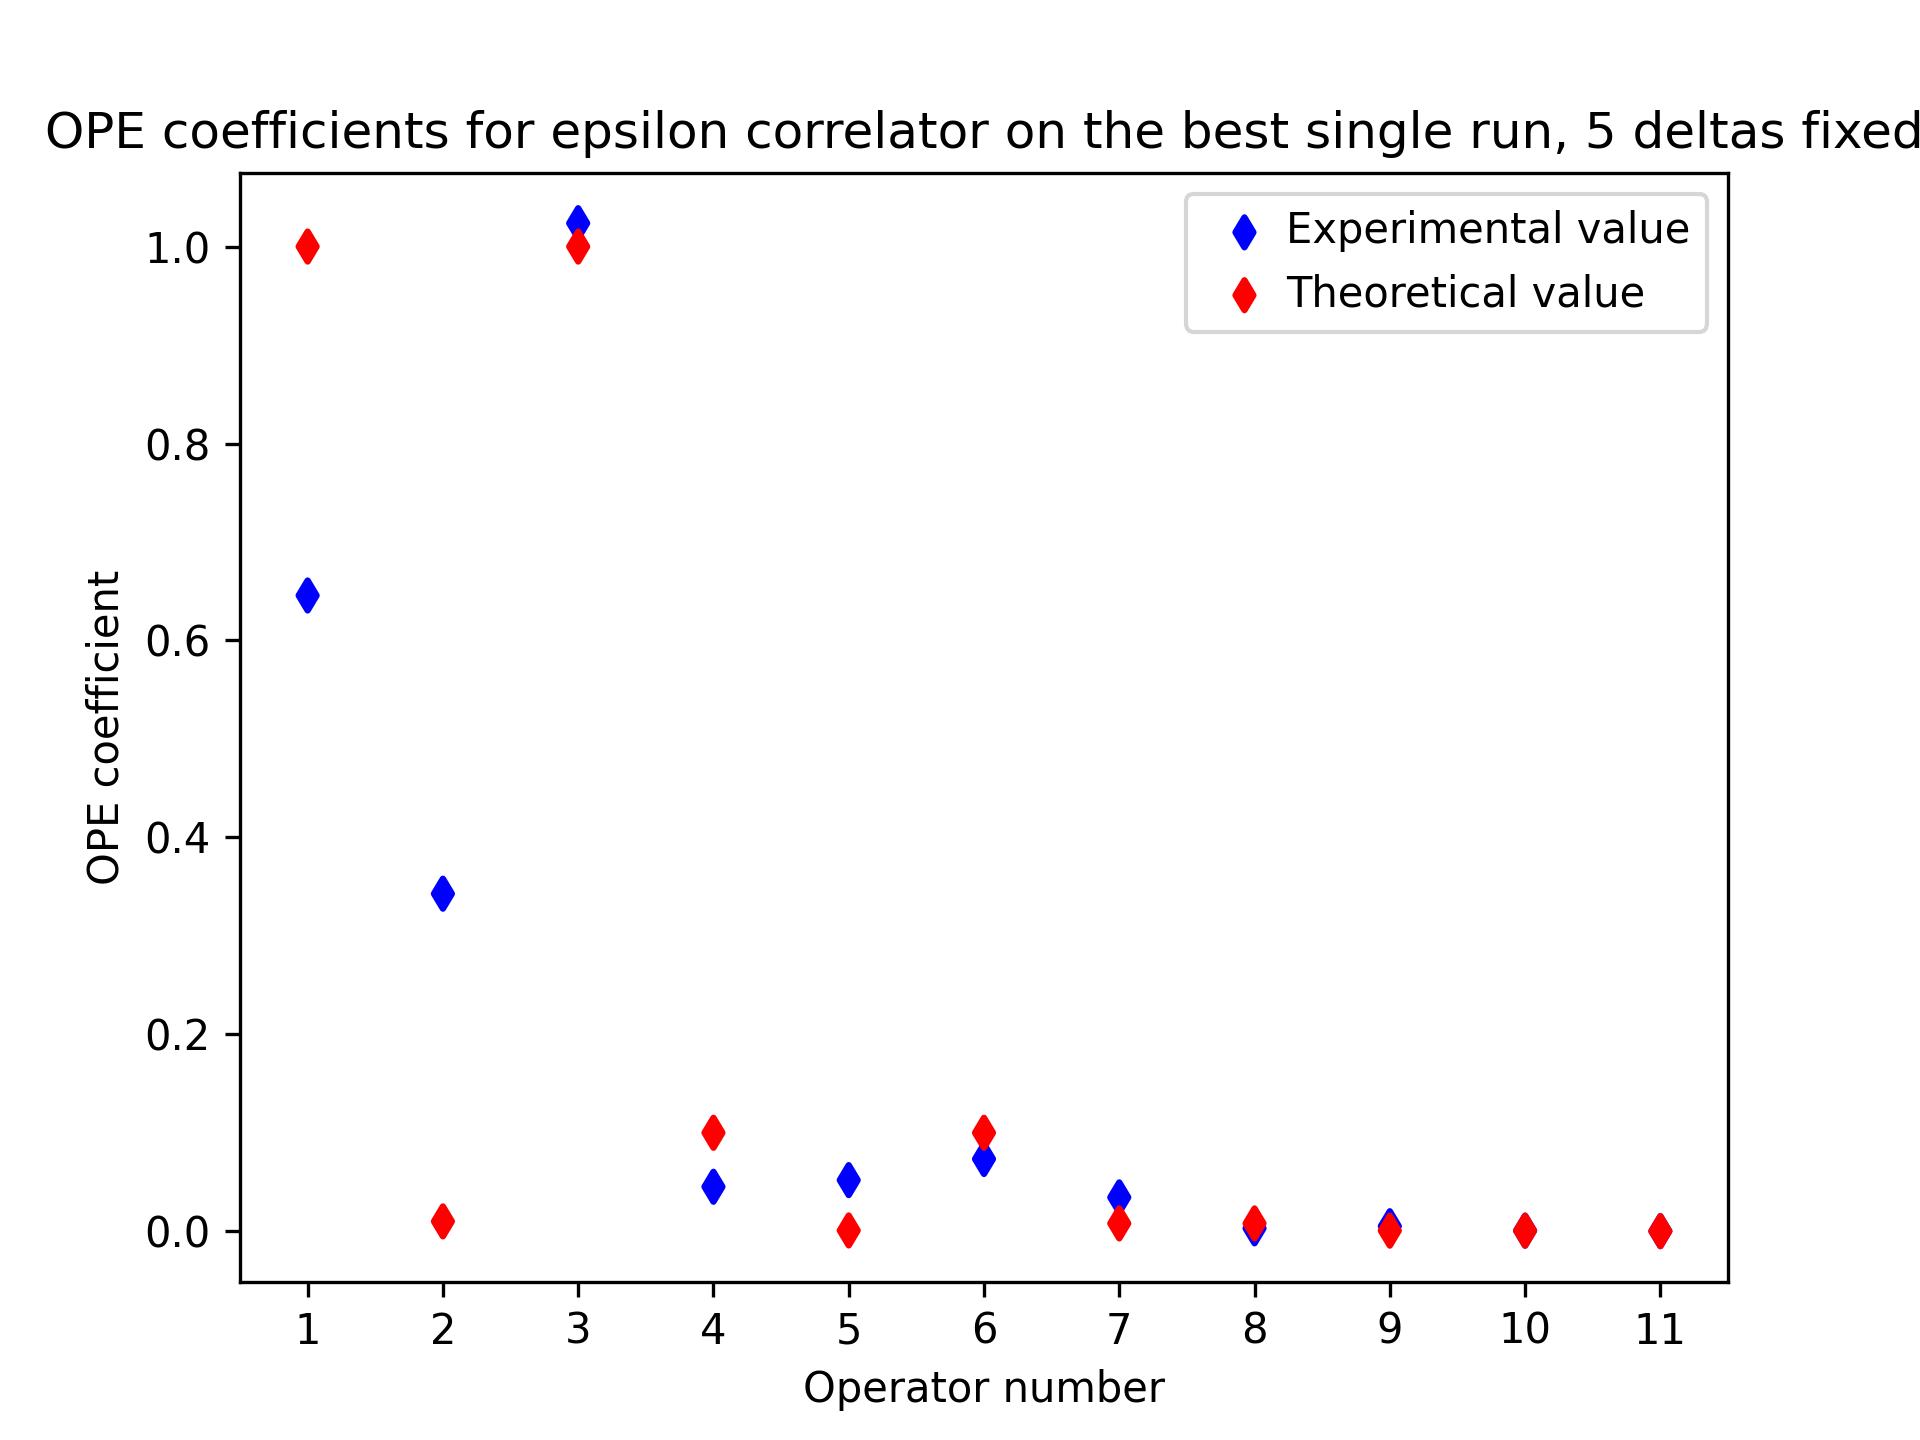 OPE coefficients for epsilon correlator on the best single run, 5 deltas fixed
Experimental value
Theoretical value
OPE coefficient
1.0
0.8
0.6
0.4
0.2
0.0
1 2 3 4 5 6 7 8 9 10 11
Operator number